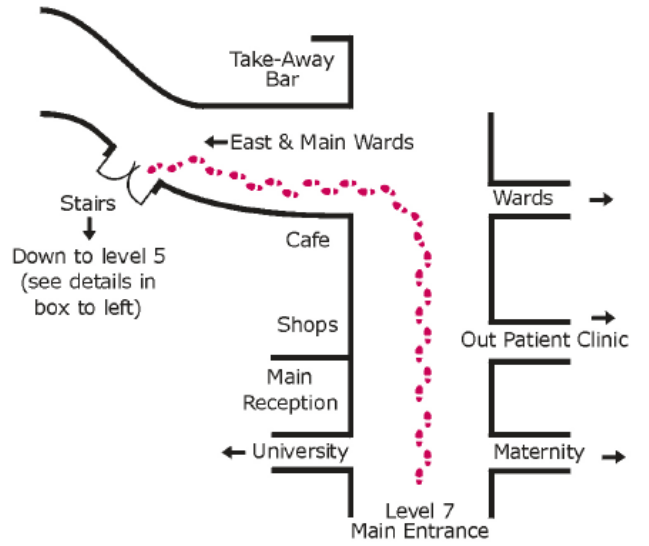 Take-Away
Bar
East & Main Wards
Wards
Stairs
Down to level 5
(see details in
box to left)
Cafe
Shops
Out Patient Clinic
Main
Reception
University
Maternity
Level 7
Main Entrance